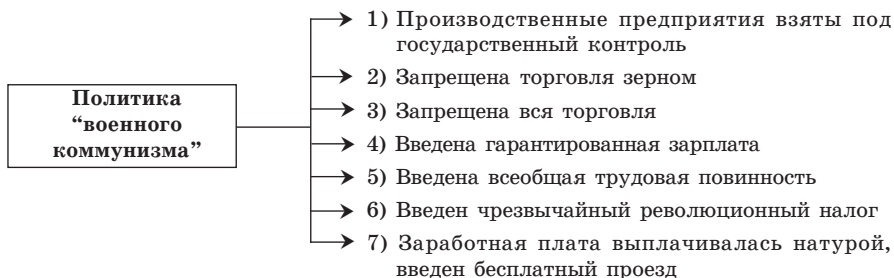 Политика
“военного
коммунизма”
1) Производственные предприятия взяты под
государственный контроль
2) Запрещена торговля зерном
3) Запрещена вся торговля
4) Введена гарантированная зарплата
5) Введена всеобщая трудовая повинность
6) Введен чрезвычайный революционный налог
7) Заработная плата выплачивалась натурой,
введен бесплатный проезд